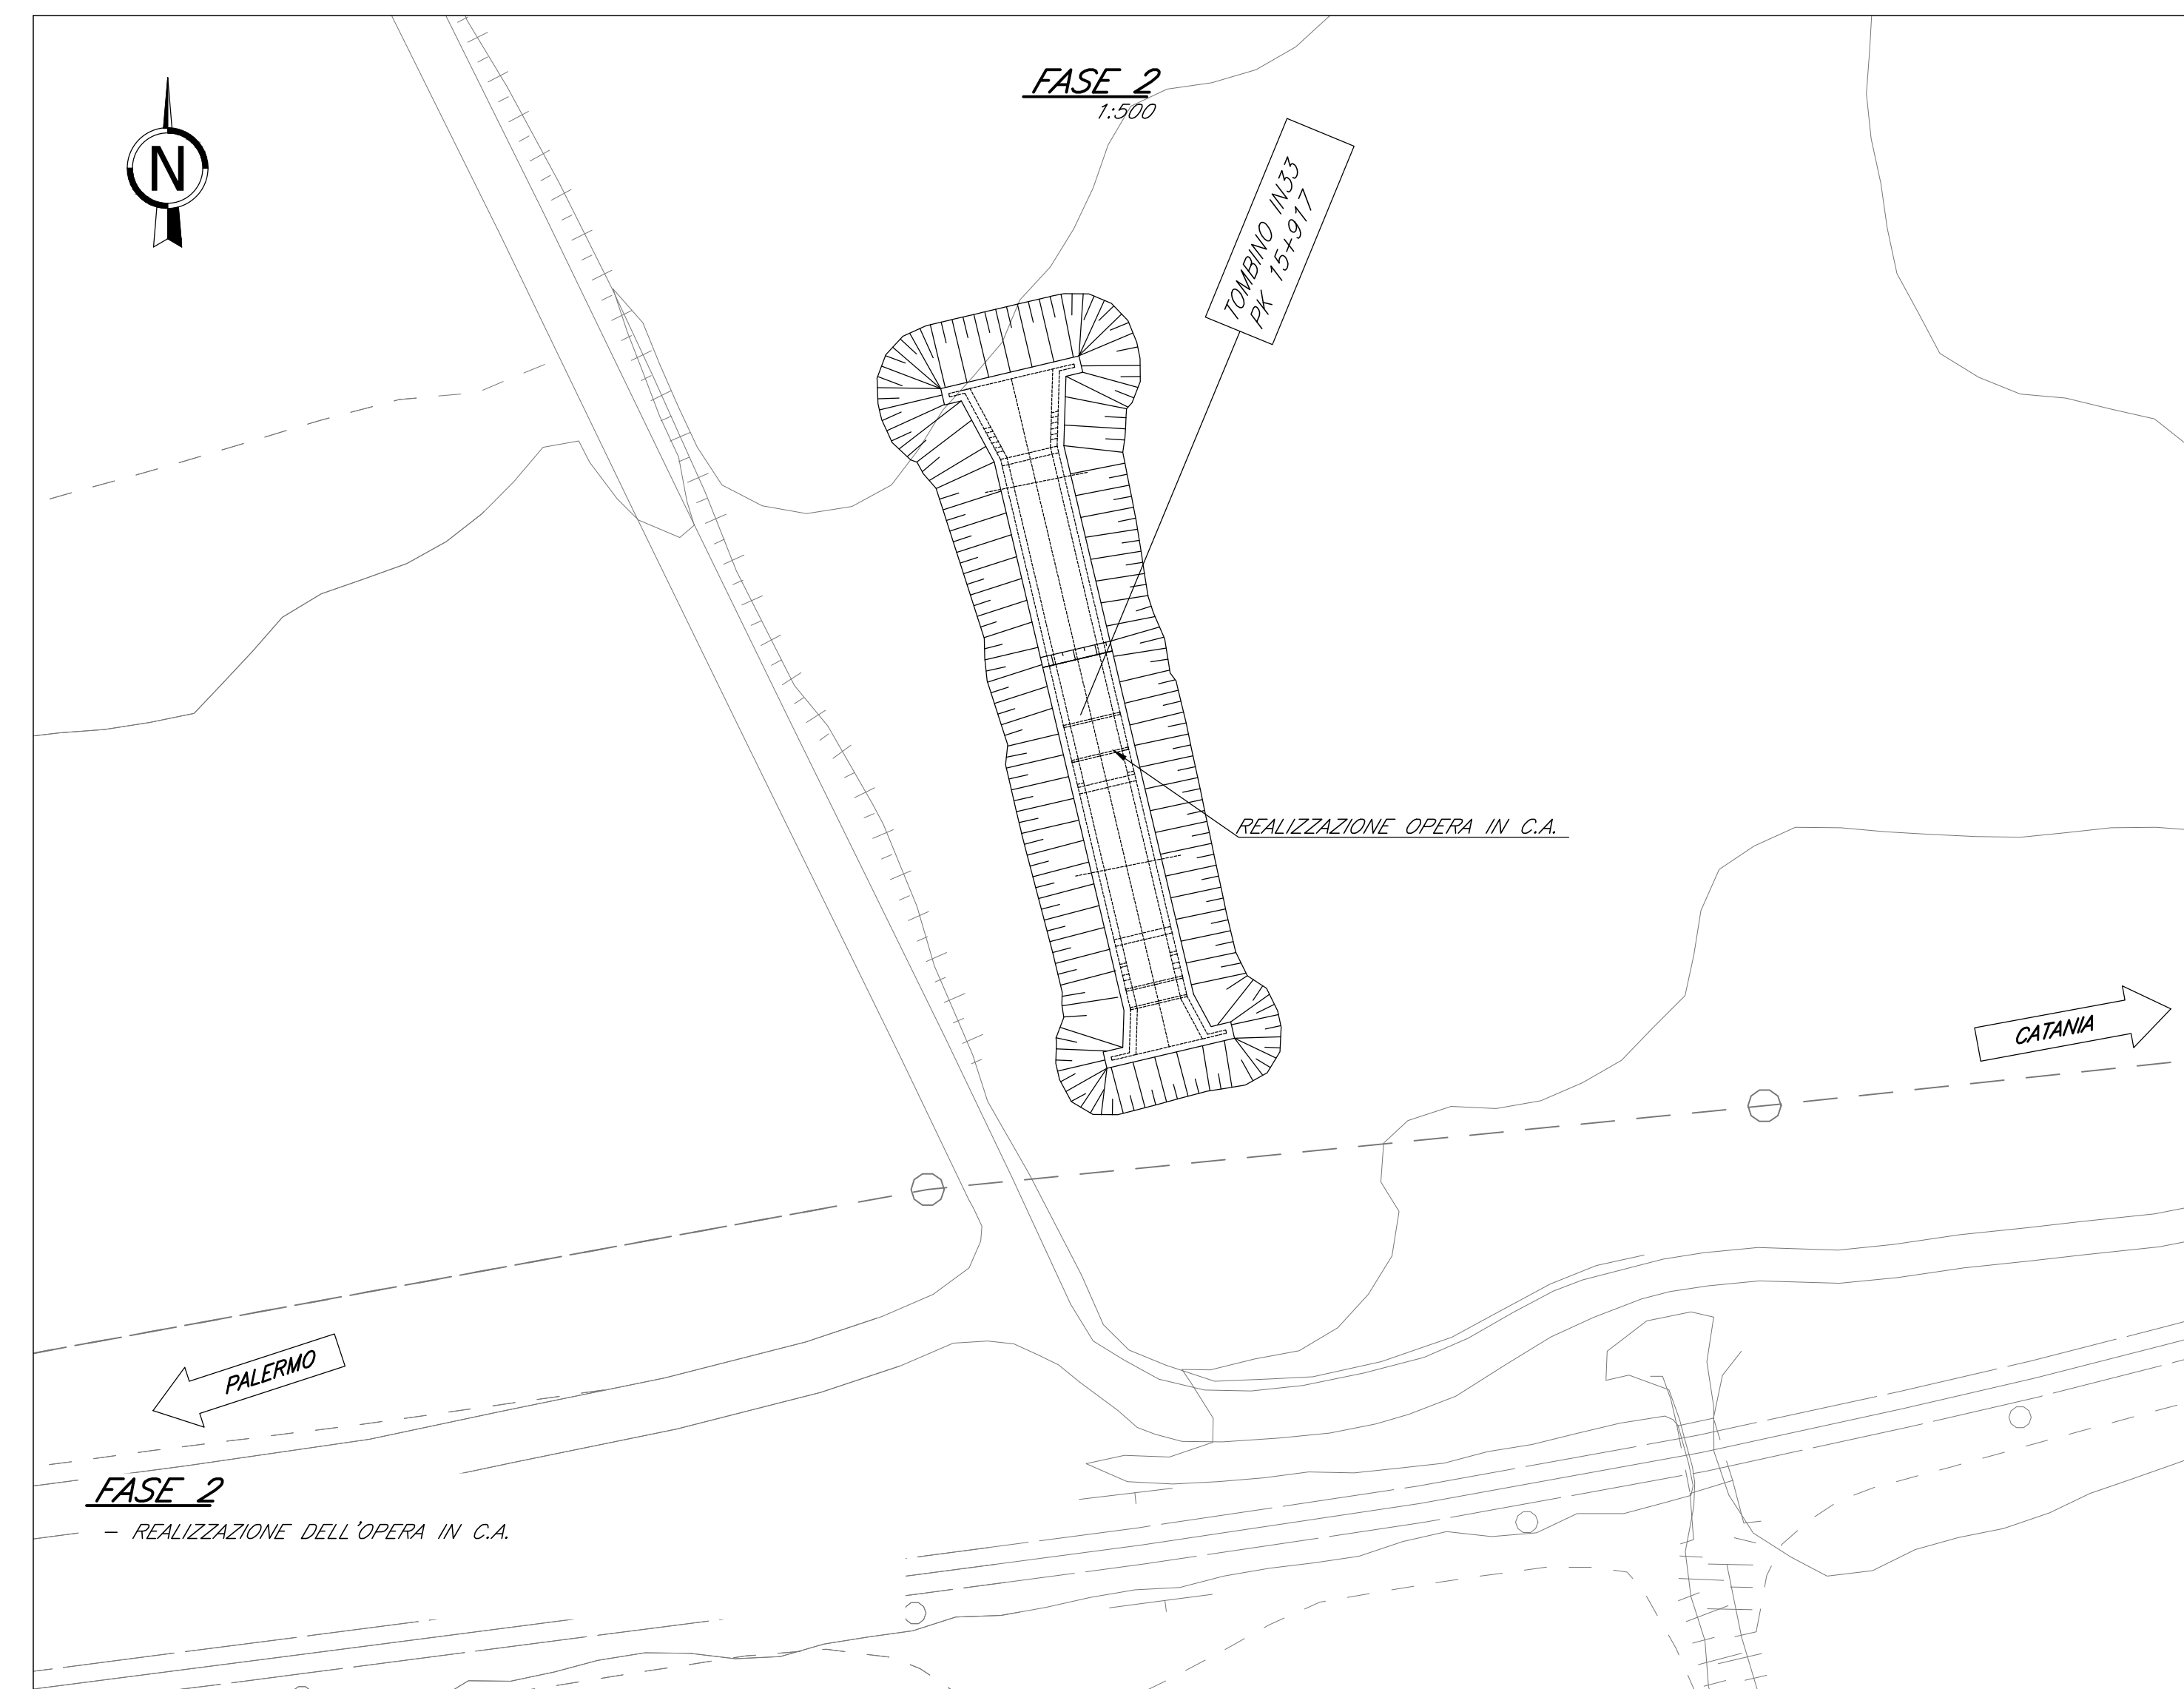 FASE 2
1:500
N
TOMBINO IN33
PK 15+917
REALIZZAZIONE OPERA IN C.A.
CATANIA
PALERMO
FASE 2
– REALIZZAZIONE DELL'OPERA IN C.A.